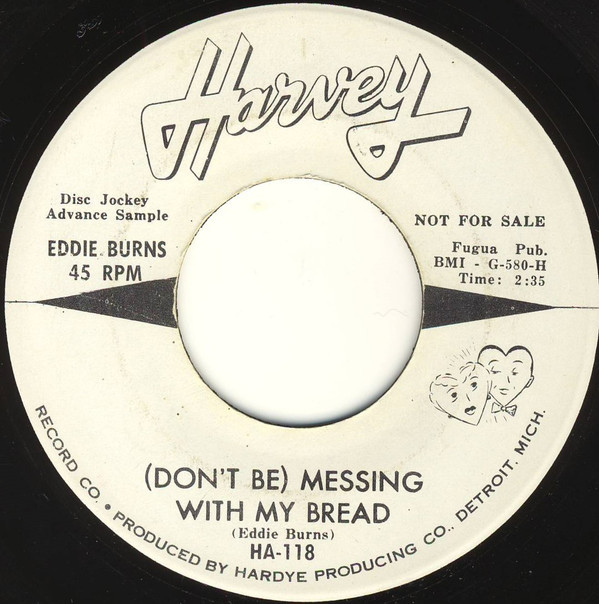 Harvey
Disc Jockey
Advance Sample
NOT FOR SALE
EDDIE BURNS
45 RPM
Fugua Pub.
BMI - G-580-H
Time: 2:35
(DON'T BE) MESSING
WITH MY BREAD
(Eddie Burns)
HA-118
RECORD CO. • PRODUCED BY HARDYE PRODUCING CO., DETROIT, MICH.